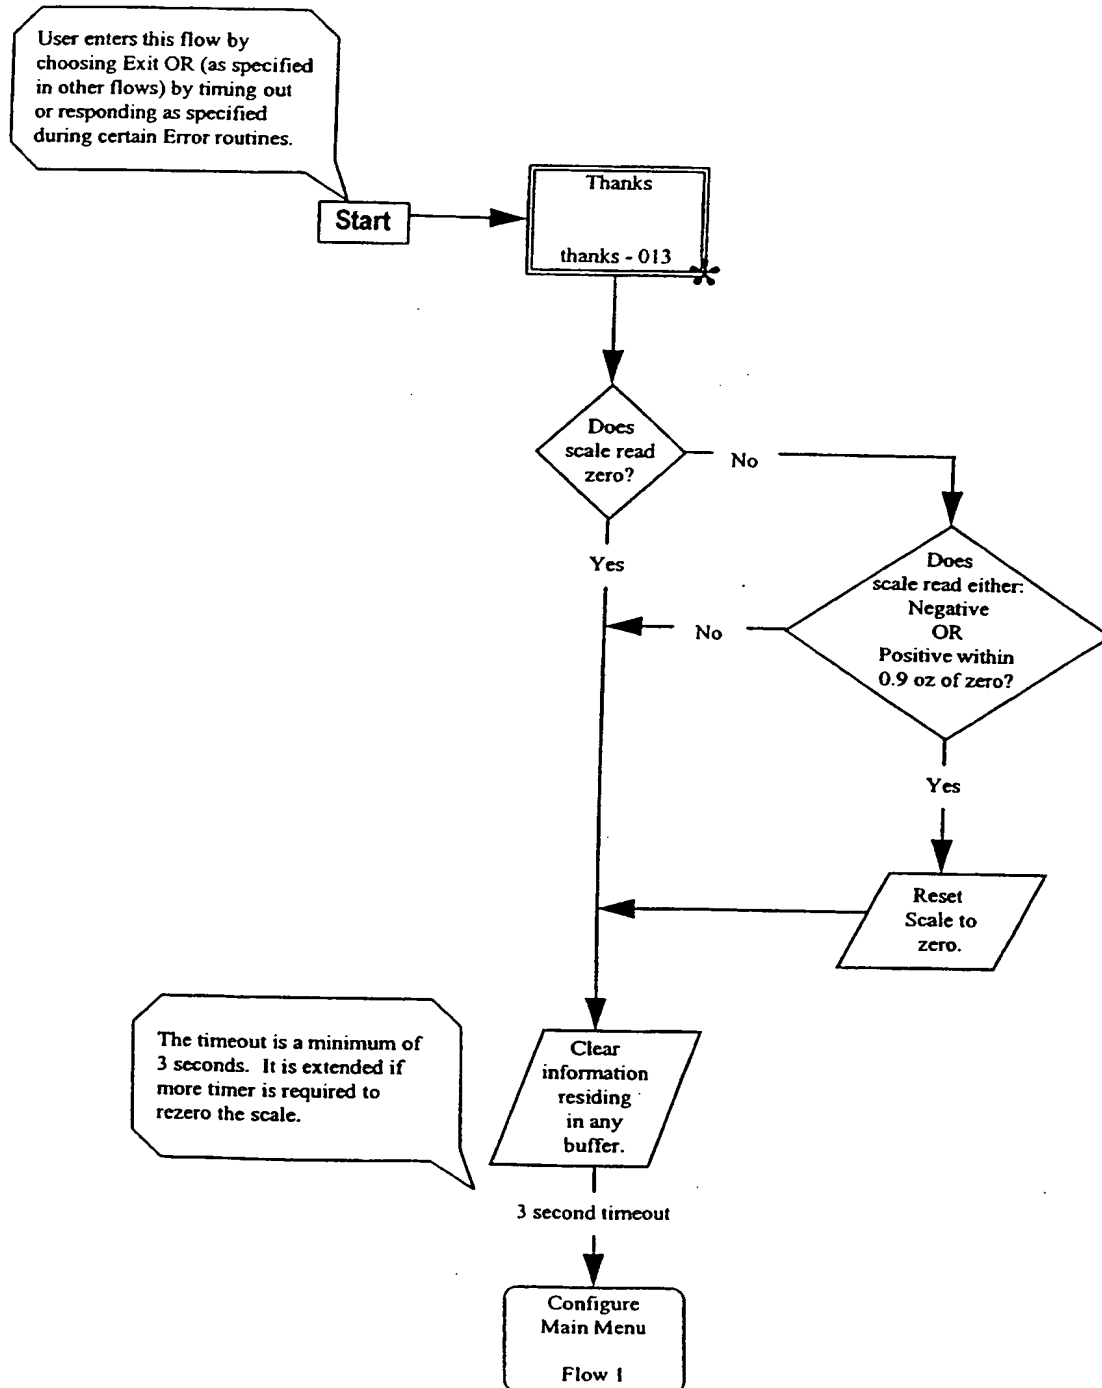 User enters this flow by
choosing Exit OR (as specified
in other flows) by timing out
or responding as specified
during certain Error routines.
Start
Thanks
thanks - 013
Does
scale read
zero?
No
Yes
Does
scale read either:
Negative
OR
Positive within
0.9 oz of zero?
No
Yes
Reset
Scale to
zero.
The timeout is a minimum of
3 seconds. It is extended if
more timer is required to
rezero the scale.
Clear
information
residing
in any
buffer.
3 second timeout
Configure
Main Menu
Flow 1